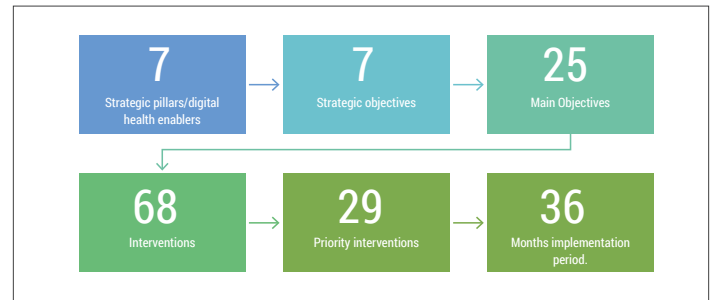 7
Strategic pillars/digital
health enablers
7
Strategic objectives
25
Main Objectives
68
Interventions
29
Priority interventions
36
Months implementation
period.